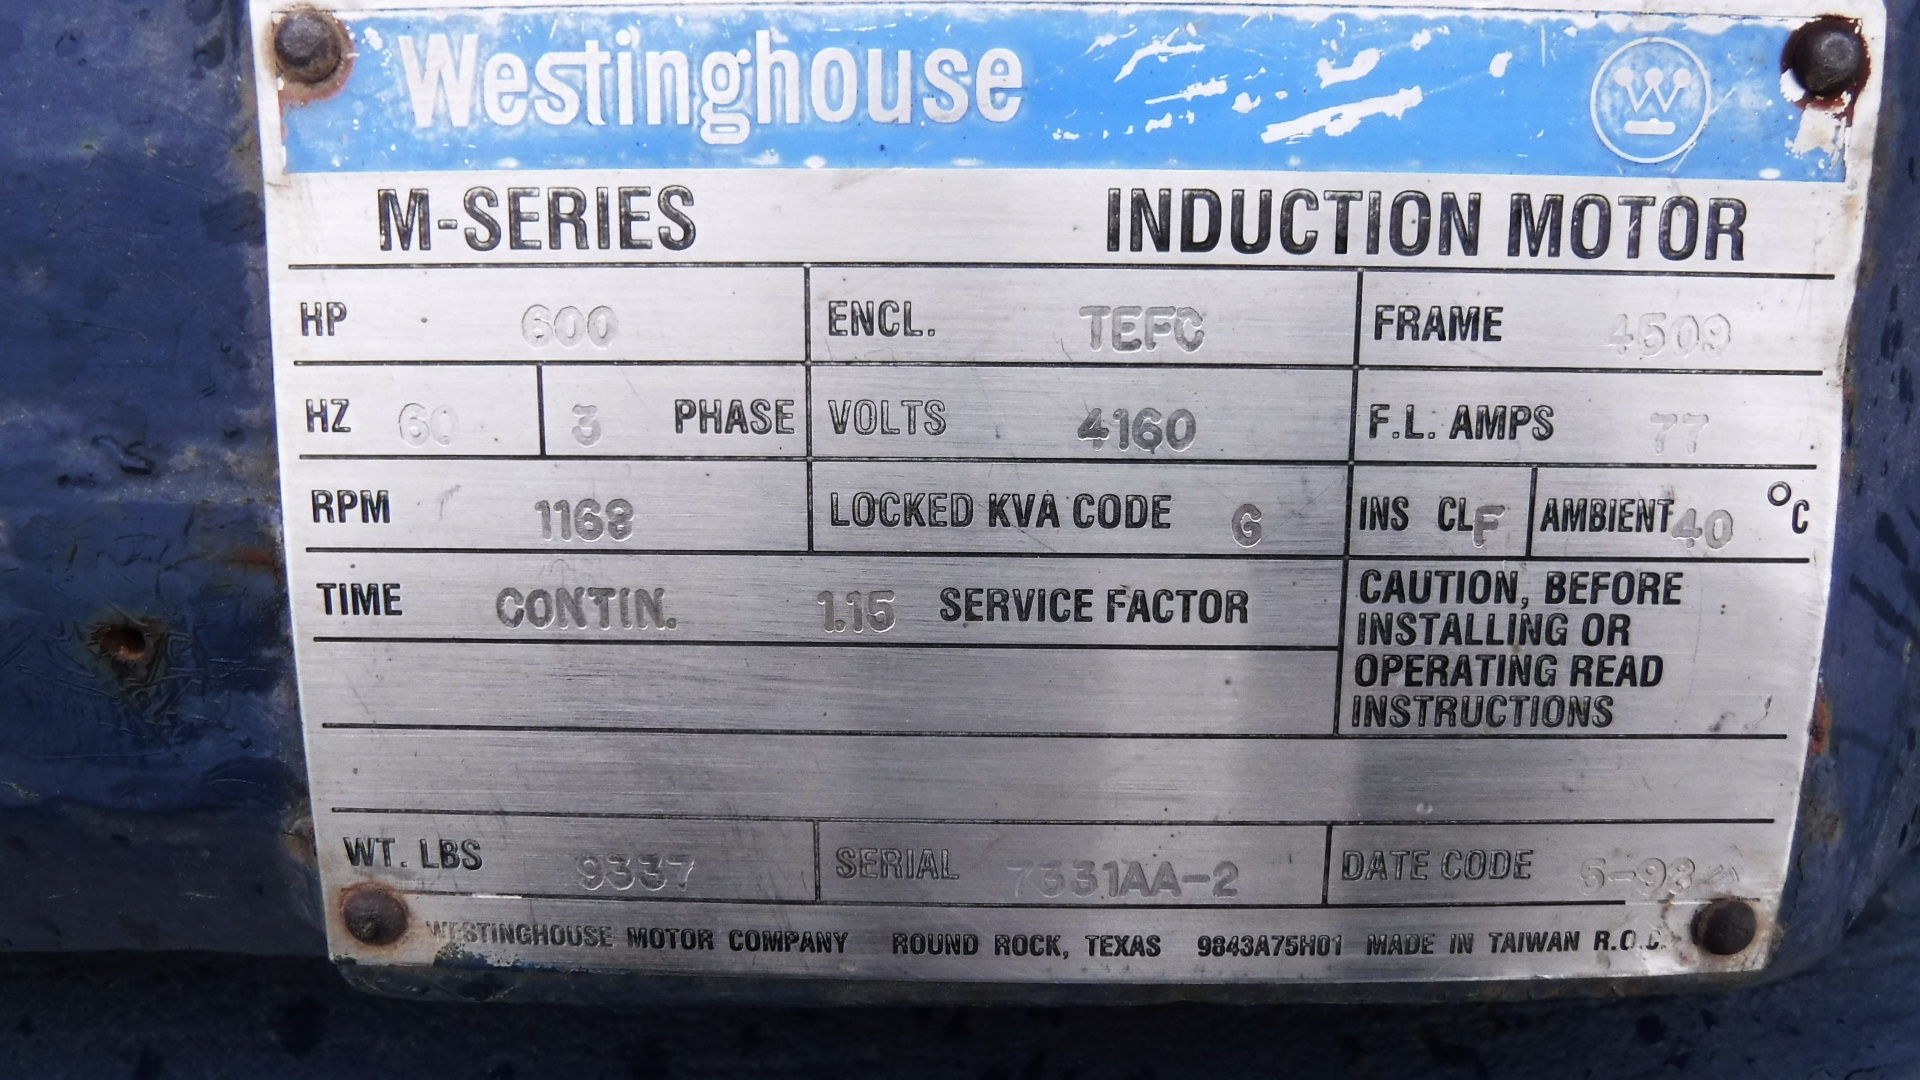 Westinghouse
M-SERIES INDUCTION MOTOR
HP 600 ENCL. TEFC FRAME 4509
HZ 60 3 PHASE VOLTS 4160 F.L. AMPS 77
RPM 1168 LOCKED KVA CODE G INS CL F AMBIENT 40 °C
TIME CONTIN. 1.15 SERVICE FACTOR
CAUTION, BEFORE
INSTALLING OR
OPERATING READ
INSTRUCTIONS
WT. LBS 9337 SERIAL 7331AA-2 DATE CODE 5-98
WESTINGHOUSE MOTOR COMPANY ROUND ROCK, TEXAS 9843A75H01 MADE IN TAIWAN R.O.C.